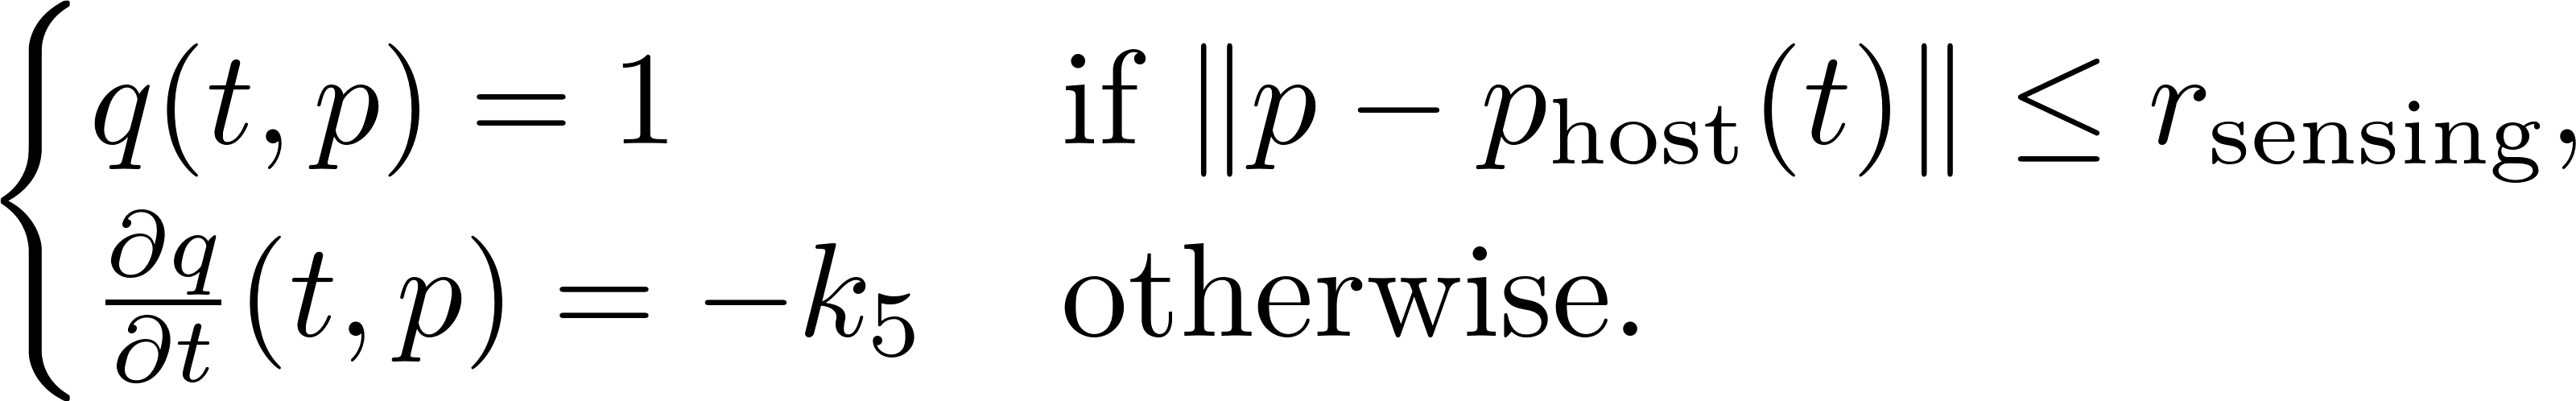 q(t, p) = 1 if ‖p − p_host(t)‖ ≤ r_sensing,
∂q/∂t (t, p) = −k_5 otherwise.